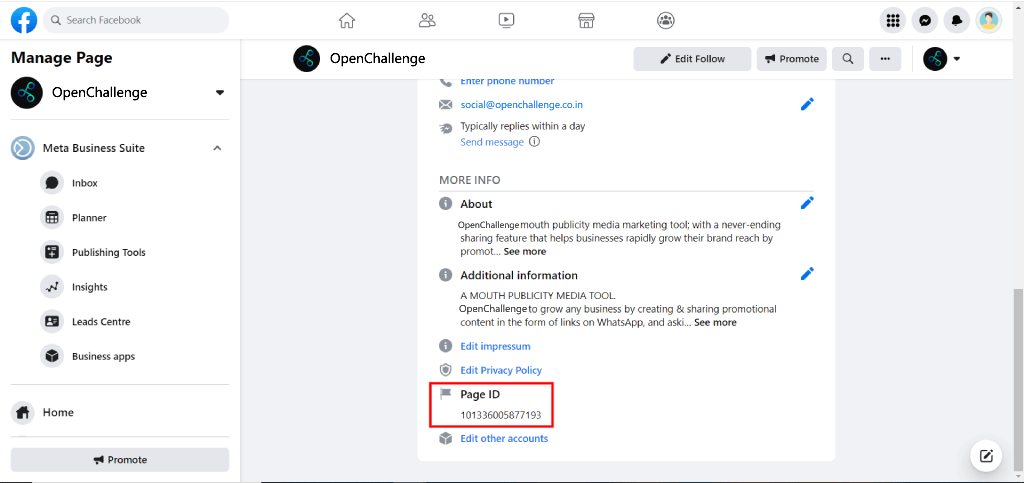 Search Facebook
Manage Page
OpenChallenge
Meta Business Suite
Inbox
Planner
Publishing Tools
Insights
Leads Centre
Business apps
Home
Promote
OpenChallenge
Edit Follow
Promote
Enter phone number
social@openchallenge.co.in
Typically replies within a day
Send message
MORE INFO
About
OpenChallenge mouth publicity media marketing tool; with a never-ending
sharing feature that helps businesses rapidly grow their brand reach by
promot... See more
Additional information
A MOUTH PUBLICITY MEDIA TOOL.
OpenChallenge to grow any business by creating & sharing promotional
content in the form of links on WhatsApp, and aski... See more
Edit impressum
Edit Privacy Policy
Page ID
101336005877193
Edit other accounts